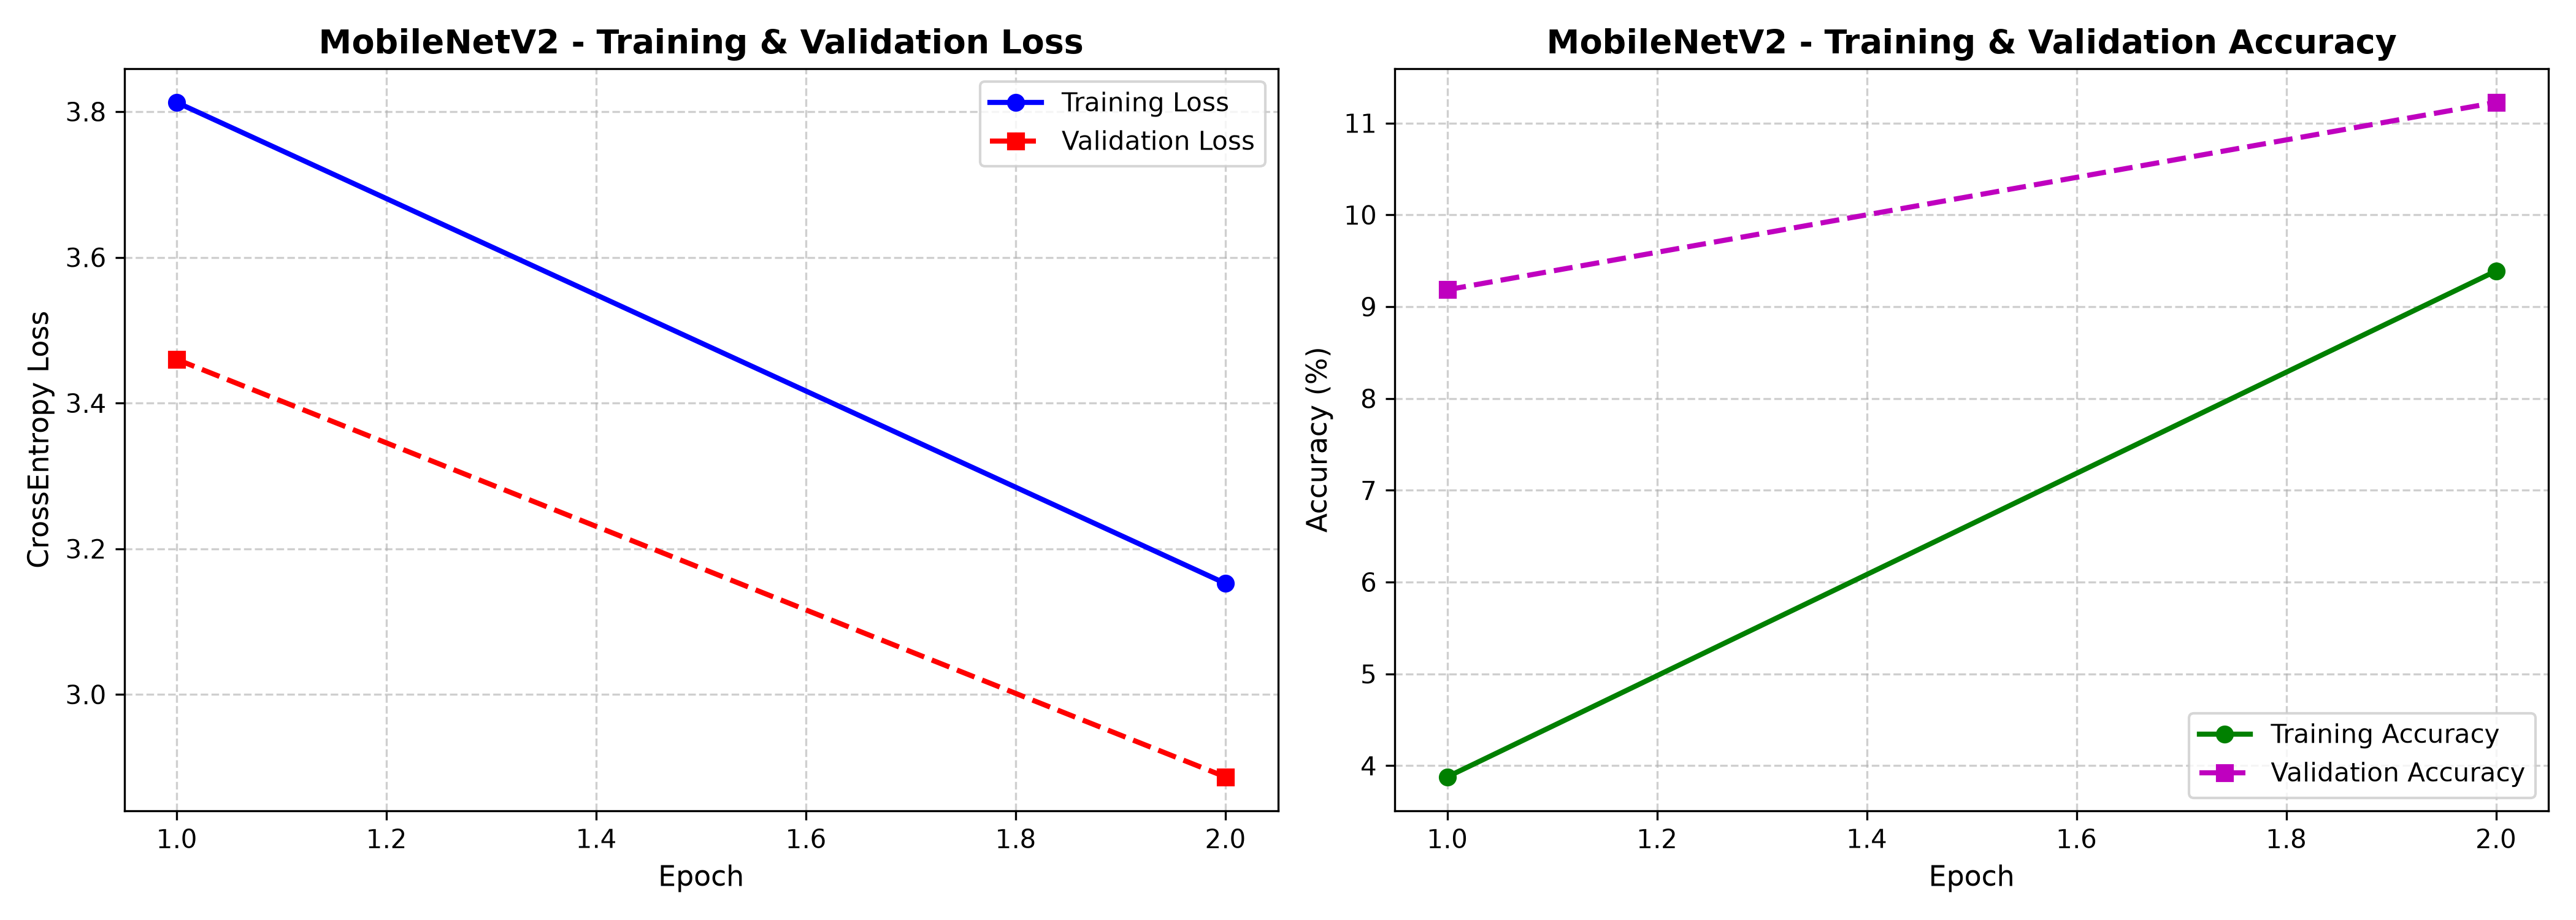 MobileNetV2 - Training & Validation Loss
CrossEntropy Loss
3.8
3.6
3.4
3.2
3.0
Training Loss
Validation Loss
1.0 1.2 1.4 1.6 1.8 2.0
Epoch
MobileNetV2 - Training & Validation Accuracy
Accuracy (%)
11
10
9
8
7
6
5
4
Training Accuracy
Validation Accuracy
1.0 1.2 1.4 1.6 1.8 2.0
Epoch